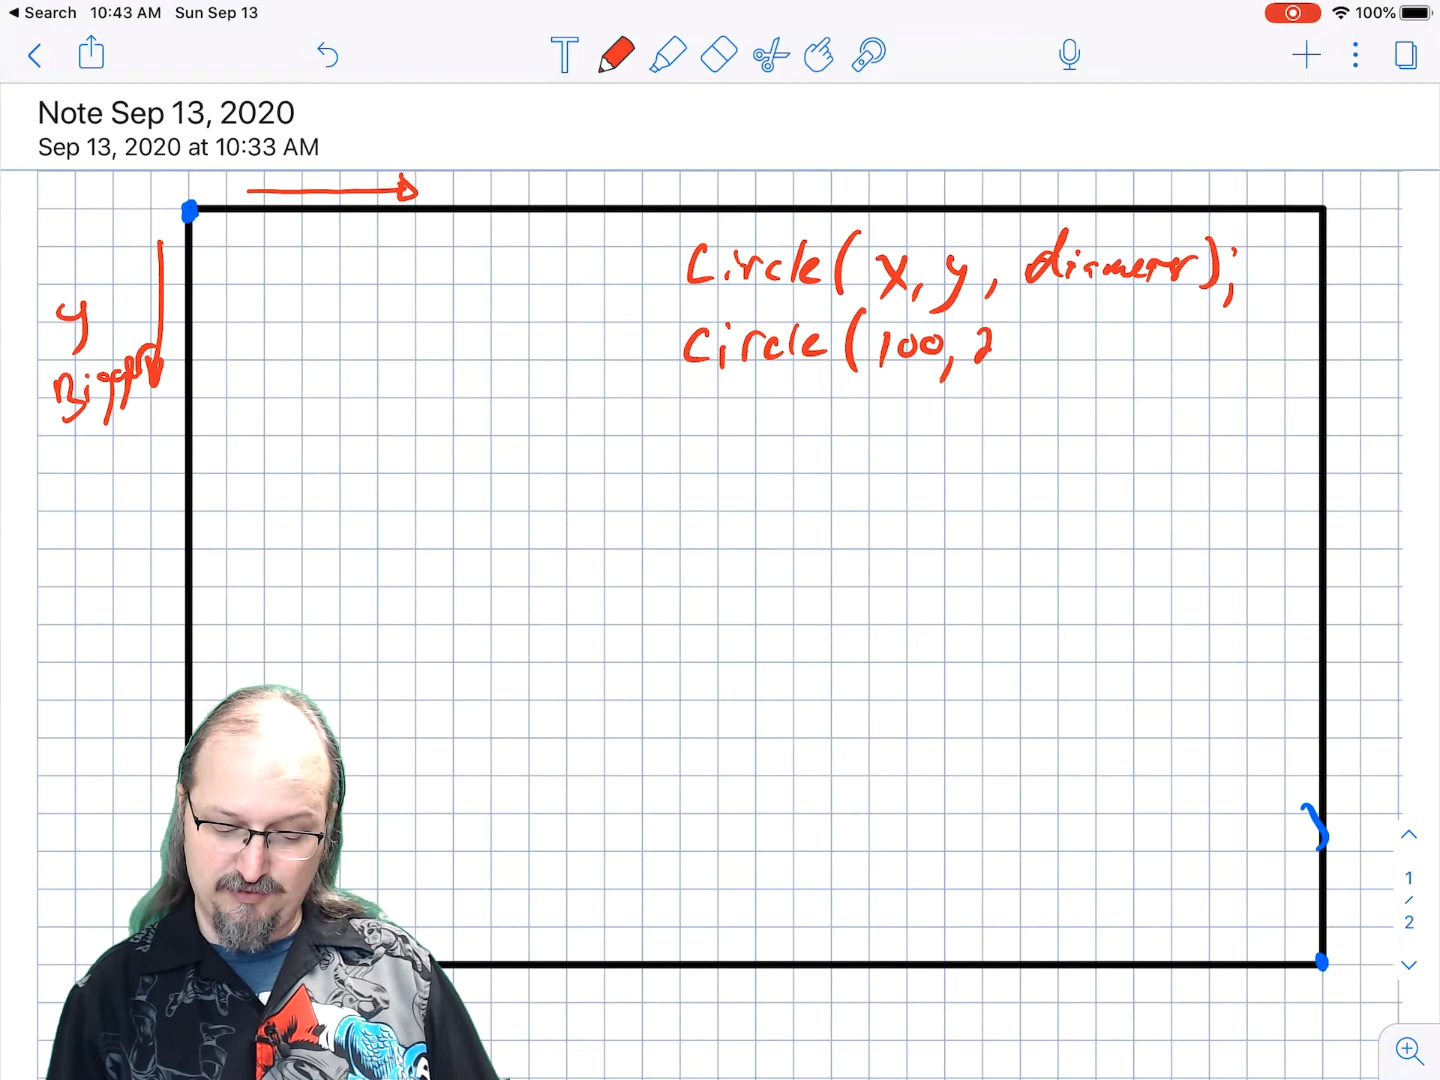 Search 10:43 AM Sun Sep 13 100%
T
Note Sep 13, 2020
Sep 13, 2020 at 10:33 AM
Circle( x, y, diameter);
Circle(100, 2
y
Bigger
1
/
2